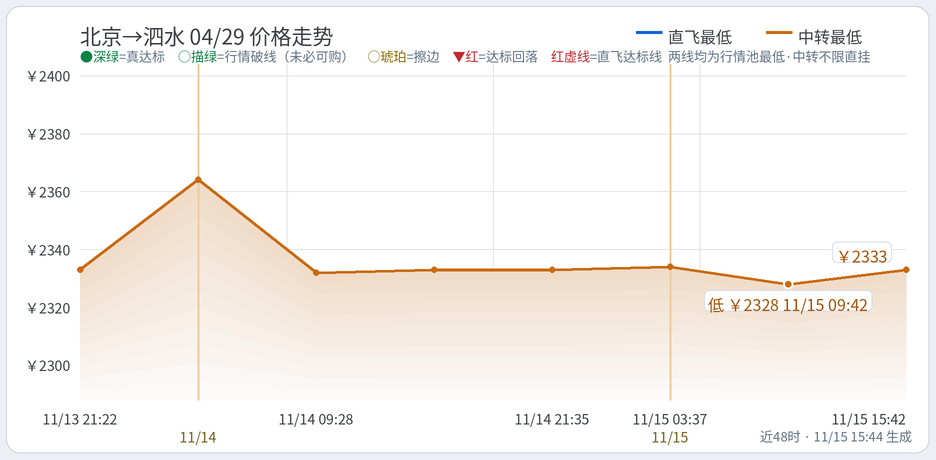 北京→泗水 04/29 价格走势
直飞最低 中转最低
●深绿=真达标 ○描绿=行情破线（未必可购） ○琥珀=擦边 ▼红=达标回落 红虚线=直飞达标线 两线均为行情池最低·中转不限直挂
￥2400
￥2380
￥2360
￥2340
￥2320
￥2300
￥2333
低 ￥2328 11/15 09:42
11/13 21:22 11/14 09:28 11/14 21:35 11/15 03:37 11/15 15:42
11/14 11/15
近48时 · 11/15 15:44 生成